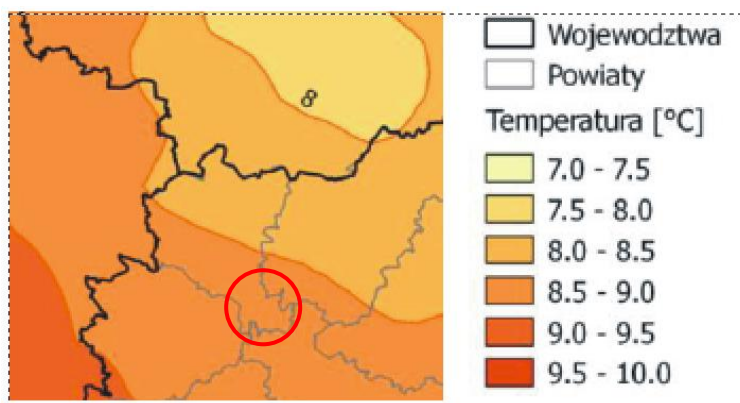 8
Wojewodztwa
Powiaty
Temperatura [°C]
7.0 - 7.5
7.5 - 8.0
8.0 - 8.5
8.5 - 9.0
9.0 - 9.5
9.5 - 10.0